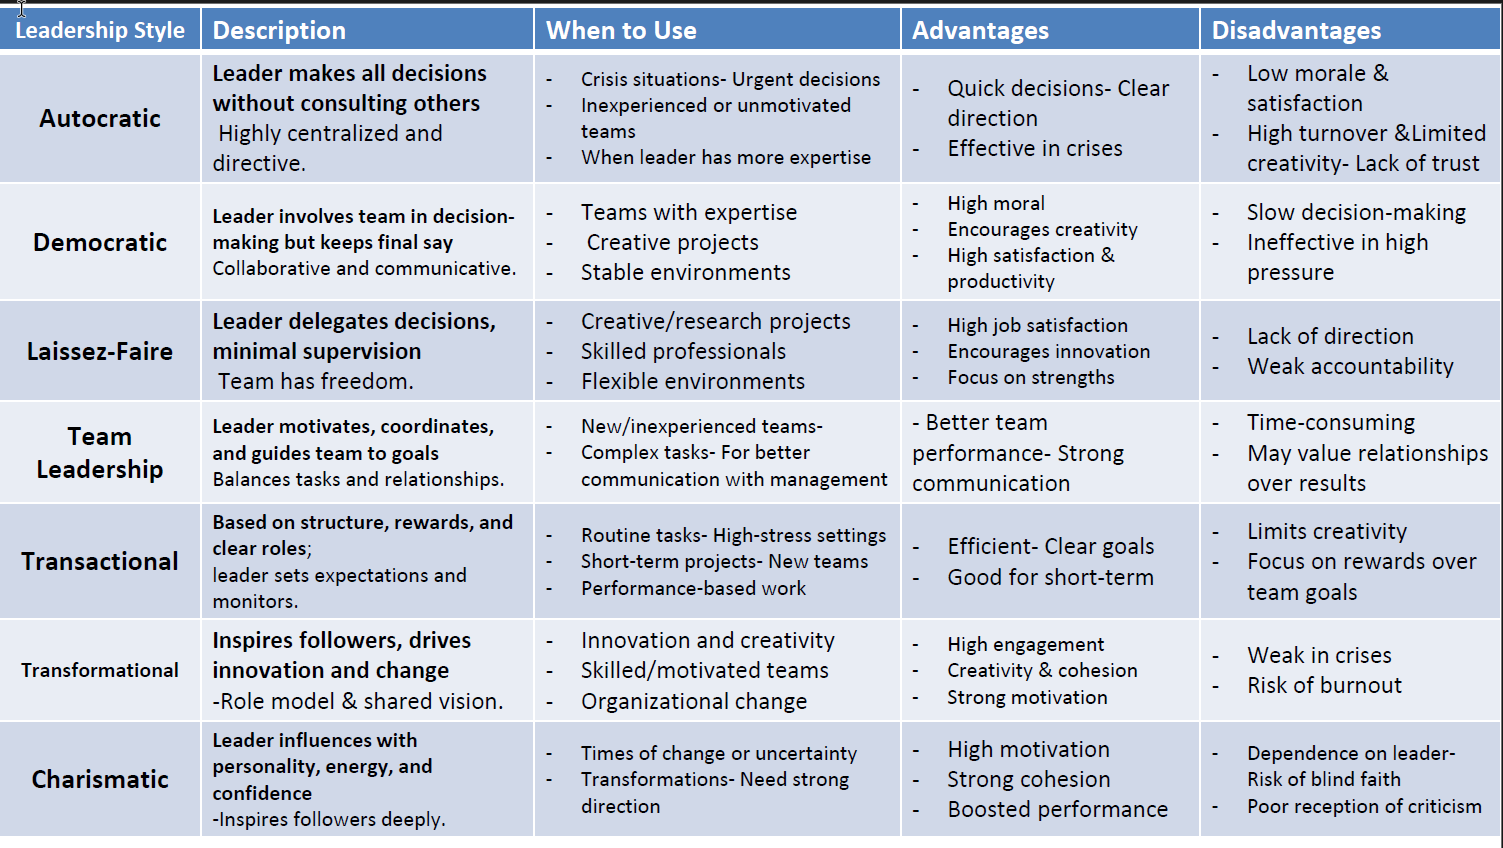 Leadership Style
Description
When to Use
Advantages
Disadvantages
Autocratic
Leader makes all decisions
without consulting others
Highly centralized and
directive.
- Crisis situations- Urgent decisions
- Inexperienced or unmotivated
teams
- When leader has more expertise
- Quick decisions- Clear
direction
- Effective in crises
- Low morale &
satisfaction
- High turnover &Limited
creativity- Lack of trust
Democratic
Leader involves team in decision-
making but keeps final say
Collaborative and communicative.
- Teams with expertise
- Creative projects
- Stable environments
- High moral
- Encourages creativity
- High satisfaction &
productivity
- Slow decision-making
- Ineffective in high
pressure
Laissez-Faire
Leader delegates decisions,
minimal supervision
Team has freedom.
- Creative/research projects
- Skilled professionals
- Flexible environments
- High job satisfaction
- Encourages innovation
- Focus on strengths
- Lack of direction
- Weak accountability
Team
Leadership
Leader motivates, coordinates,
and guides team to goals
Balances tasks and relationships.
- New/inexperienced teams-
- Complex tasks- For better
communication with management
- Better team
performance- Strong
communication
- Time-consuming
- May value relationships
over results
Transactional
Based on structure, rewards, and
clear roles;
leader sets expectations and
monitors.
- Routine tasks- High-stress settings
- Short-term projects- New teams
- Performance-based work
- Efficient- Clear goals
- Good for short-term
- Limits creativity
- Focus on rewards over
team goals
Transformational
Inspires followers, drives
innovation and change
-Role model & shared vision.
- Innovation and creativity
- Skilled/motivated teams
- Organizational change
- High engagement
- Creativity & cohesion
- Strong motivation
- Weak in crises
- Risk of burnout
Charismatic
Leader influences with
personality, energy, and
confidence
-Inspires followers deeply.
- Times of change or uncertainty
- Transformations- Need strong
direction
- High motivation
- Strong cohesion
- Boosted performance
- Dependence on leader-
Risk of blind faith
- Poor reception of criticism